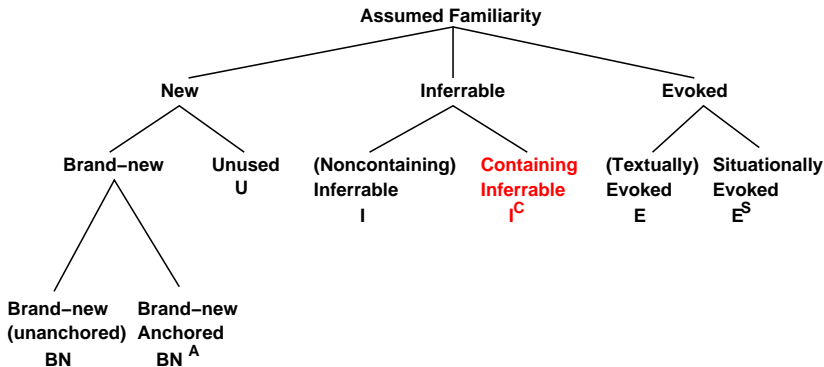 Assumed Familiarity
New
Inferrable
Evoked
Brand–new
Unused
U
(Noncontaining)
Inferrable
I
Containing
Inferrable
I^C
(Textually)
Evoked
E
Situationally
Evoked
E^S
Brand–new
(unanchored)
BN
Brand–new
Anchored
BN^A